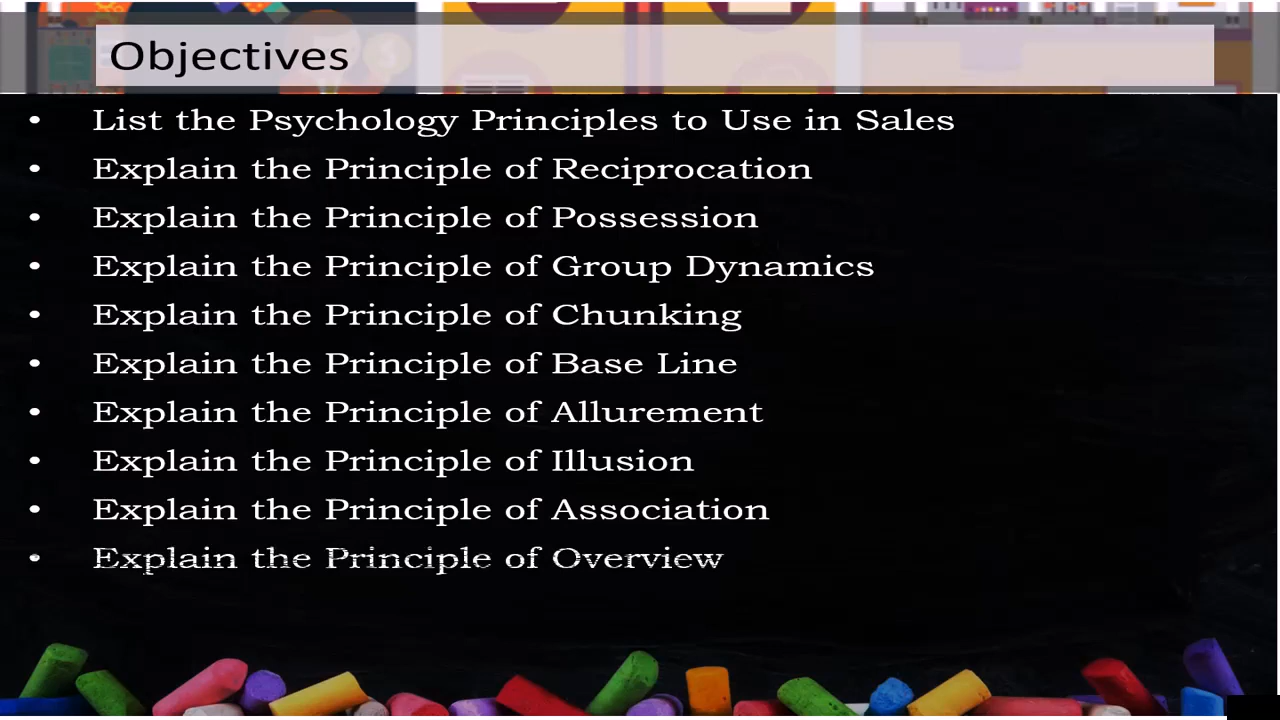 Objectives
• List the Psychology Principles to Use in Sales
• Explain the Principle of Reciprocation
• Explain the Principle of Possession
• Explain the Principle of Group Dynamics
• Explain the Principle of Chunking
• Explain the Principle of Base Line
• Explain the Principle of Allurement
• Explain the Principle of Illusion
• Explain the Principle of Association
• Explain the Principle of Overview